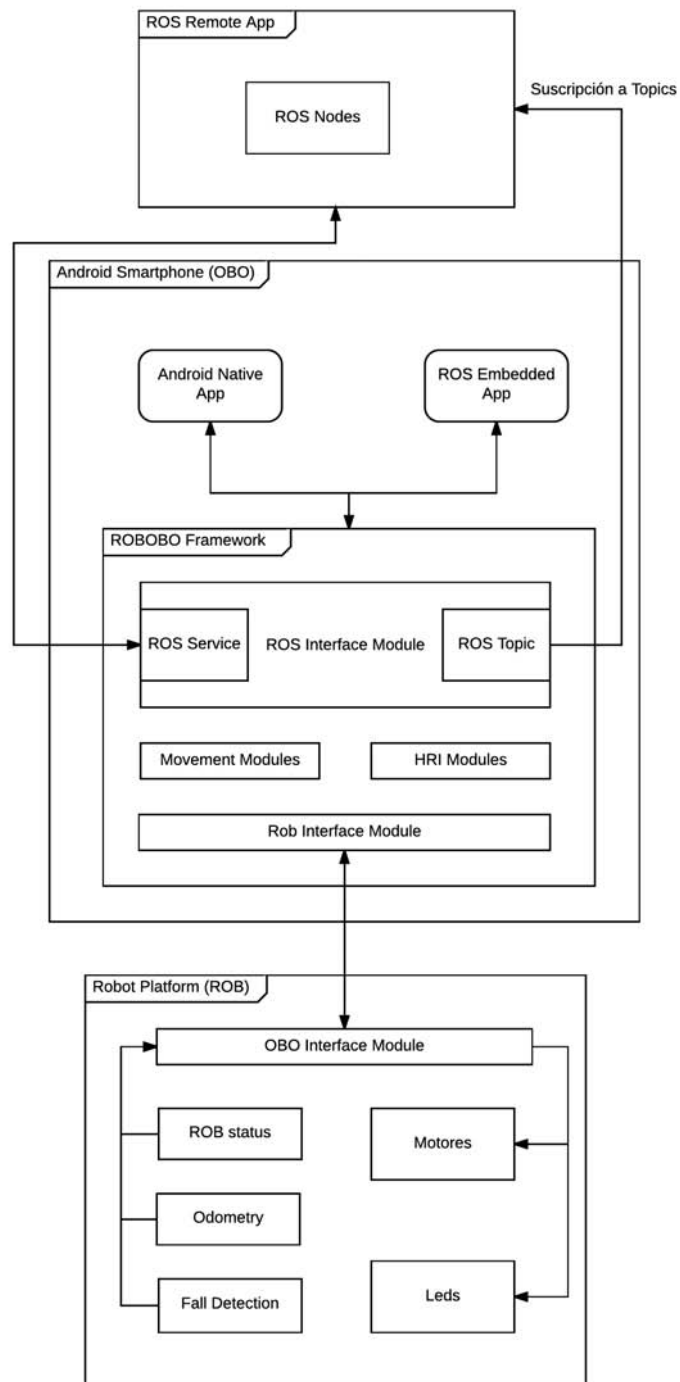 ROS Remote App
ROS Nodes
Suscripción a Topics
Android Smartphone (OBO)
Android Native
App
ROS Embedded
App
ROBOBO Framework
ROS Service
ROS Interface Module
ROS Topic
Movement Modules
HRI Modules
Rob Interface Module
Robot Platform (ROB)
OBO Interface Module
ROB status
Motores
Odometry
Fall Detection
Leds